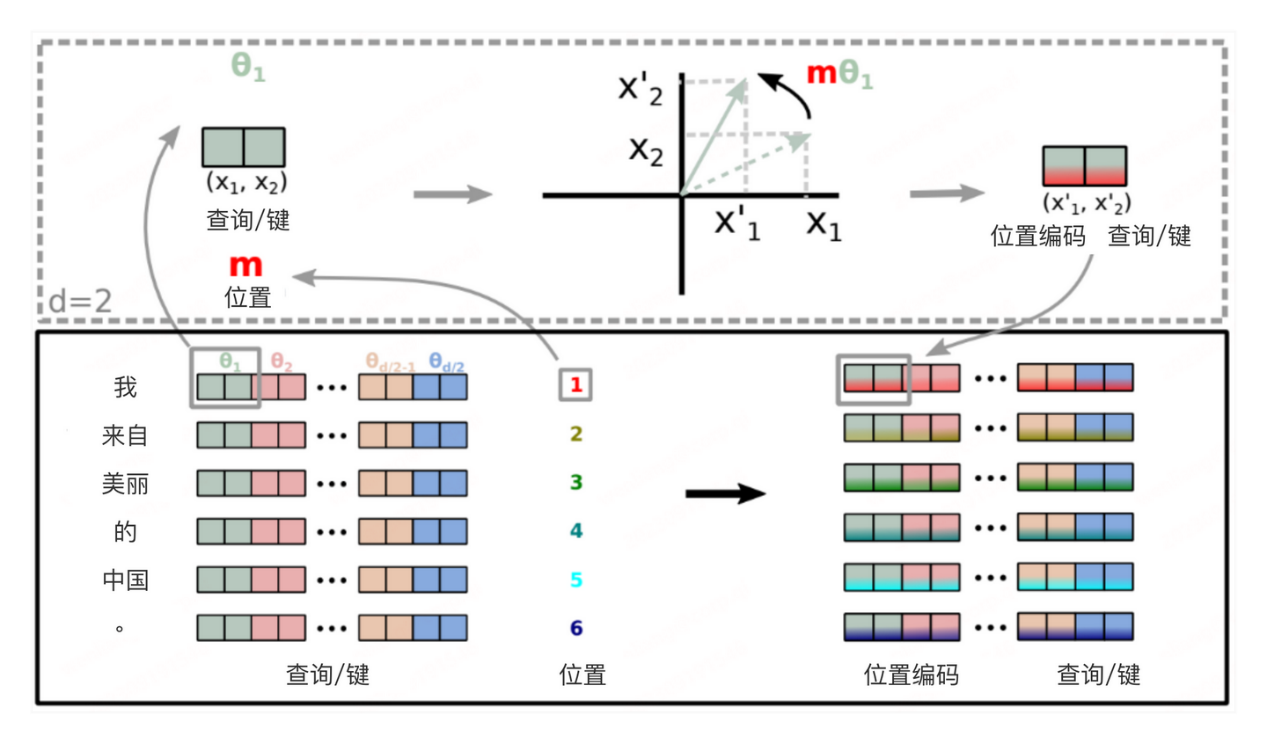 θ₁
(x₁, x₂)
查询/键
m
位置
d=2
x'₂
x₂
x'₁
x₁
mθ₁
(x'₁, x'₂)
位置编码 查询/键
θ₁ θ₂ θd/2-1 θd/2
我 ••• 1 •••
来自 ••• 2 •••
美丽 ••• 3 •••
的 ••• 4 •••
中国 ••• 5 •••
。 ••• 6 •••
查询/键 位置 位置编码 查询/键